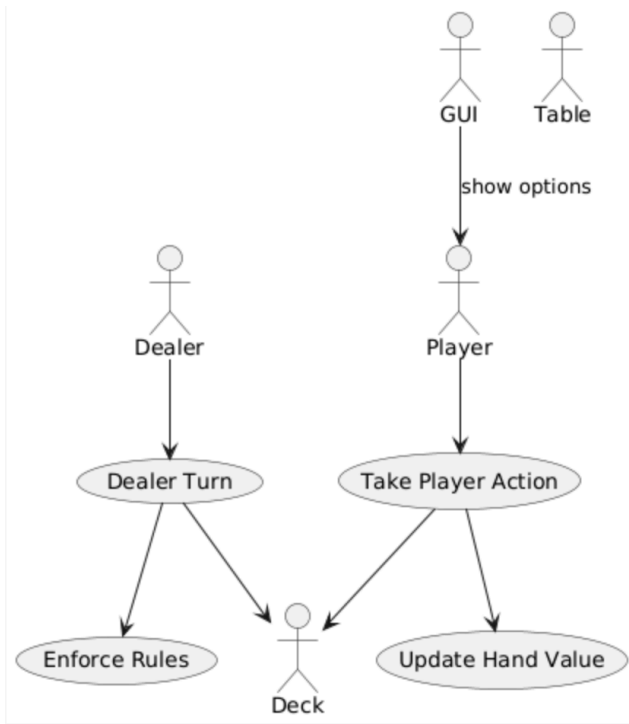 GUI
Table
show options
Dealer
Player
Dealer Turn
Take Player Action
Enforce Rules
Update Hand Value
Deck